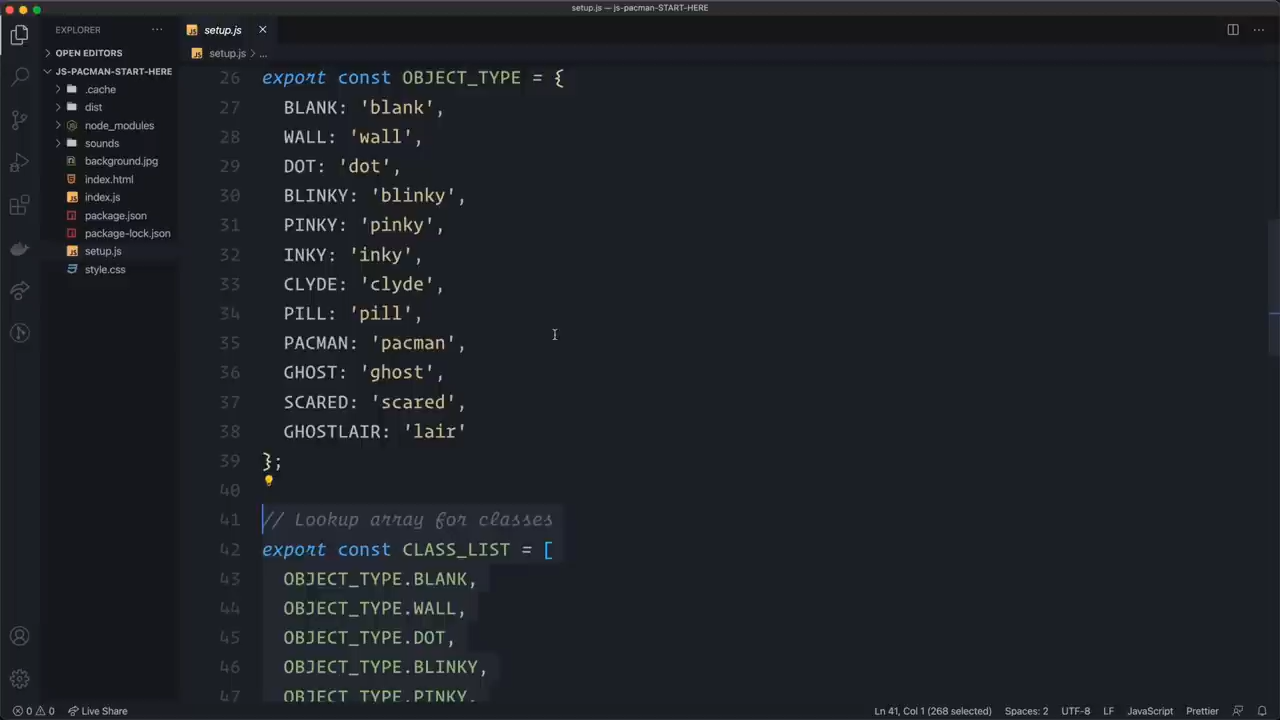 setup.js — js-pacman-START-HERE
EXPLORER
OPEN EDITORS
JS-PACMAN-START-HERE
.cache
dist
node_modules
sounds
background.jpg
index.html
index.js
package.json
package-lock.json
setup.js
style.css
setup.js
setup.js > ...
26 export const OBJECT_TYPE = {
27 BLANK: 'blank',
28 WALL: 'wall',
29 DOT: 'dot',
30 BLINKY: 'blinky',
31 PINKY: 'pinky',
32 INKY: 'inky',
33 CLYDE: 'clyde',
34 PILL: 'pill',
35 PACMAN: 'pacman',
36 GHOST: 'ghost',
37 SCARED: 'scared',
38 GHOSTLAIR: 'lair'
39 };
40
41 // Lookup array for classes
42 export const CLASS_LIST = [
43 OBJECT_TYPE.BLANK,
44 OBJECT_TYPE.WALL,
45 OBJECT_TYPE.DOT,
46 OBJECT_TYPE.BLINKY,
47 OBJECT_TYPE.PINKY,
0 0 Live Share
Ln 41, Col 1 (268 selected) Spaces: 2 UTF-8 LF JavaScript Prettier